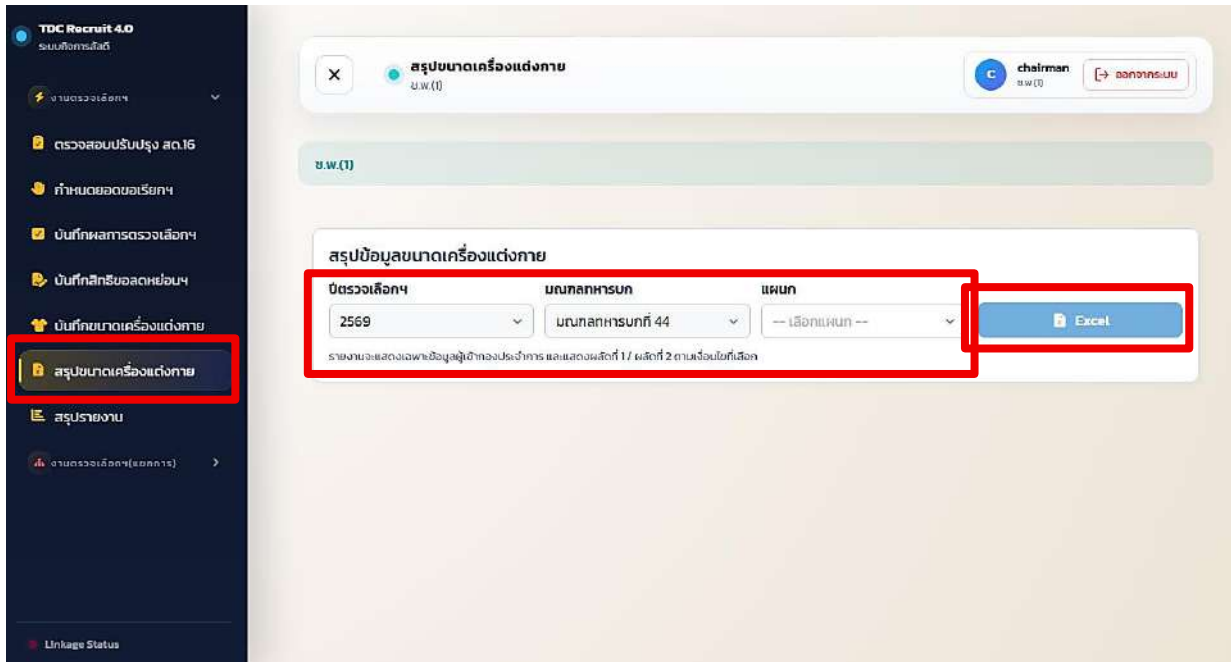 TDC Recruit 4.0
ระบบกิจการสัสดี
งานตรวจเลือกฯ
ตรวจสอบปรับปรุง สด.16
กำหนดยอดขอเรียกฯ
บันทึกผลการตรวจเลือกฯ
บันทึกสิทธิขอลดหย่อนฯ
บันทึกขนาดเครื่องแต่งกาย
สรุปขนาดเครื่องแต่งกาย
สรุปรายงาน
งานตรวจเลือกฯ(แยกการ)
Linkage Status
สรุปขนาดเครื่องแต่งกาย
ช.พ.(1)
C
chairman
ช.พ.(1)
ออกจากระบบ
ช.พ.(1)
สรุปข้อมูลขนาดเครื่องแต่งกาย
ปีตรวจเลือกฯ มณฑลทหารบก แผนก
2569 มณฑลทหารบกที่ 44 -- เลือกแผนก -- Excel
รายงานจะแสดงเฉพาะข้อมูลผู้เข้ากองประจำการ และแสดงผลัดที่ 1 / ผลัดที่ 2 ตามเงื่อนไขที่เลือก